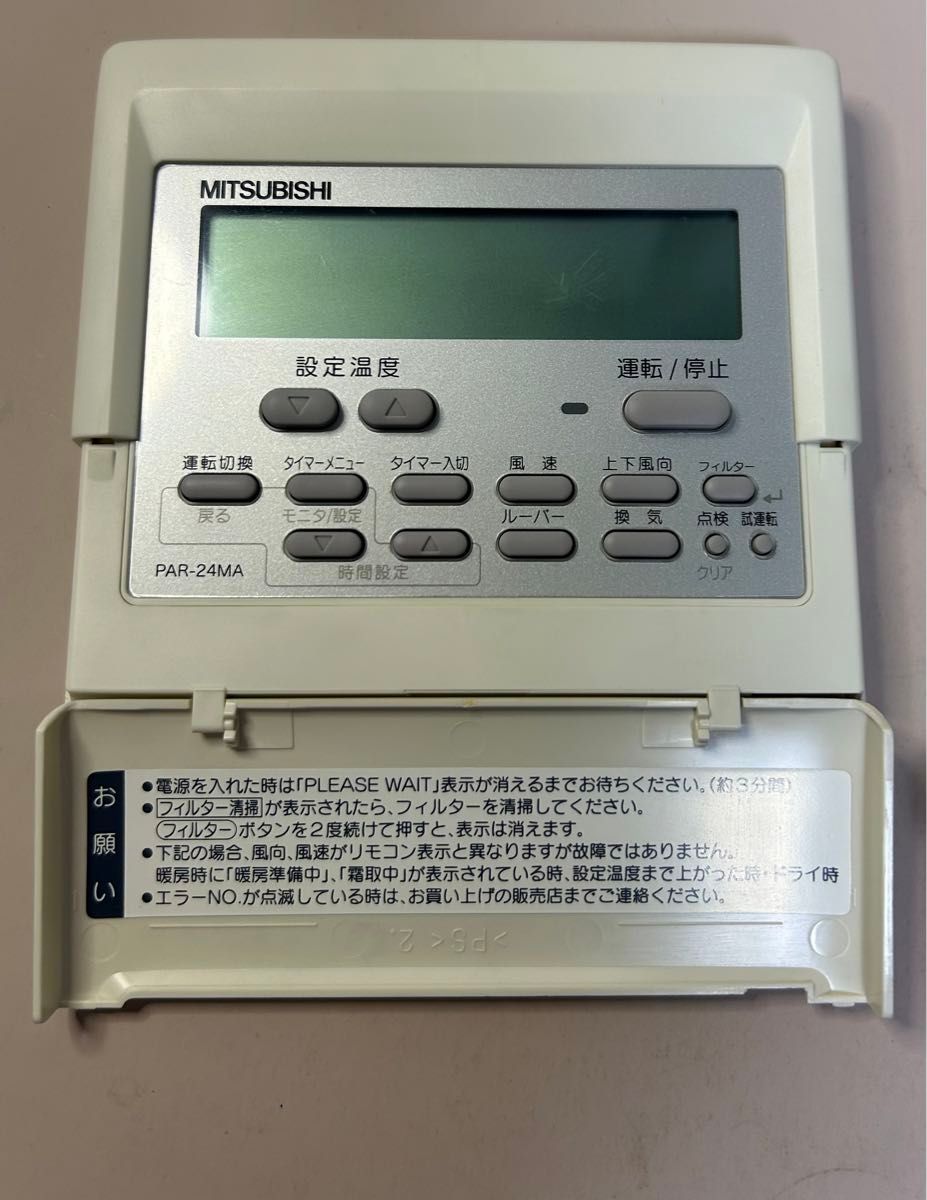 MITSUBISHI
設定温度
運転/停止
▽ △
運転切換 タイマーメニュー タイマー入切 風 速 上下風向 フィルター
戻る モニタ/設定 ルーバー 換 気 点検 試運転
▽ △
PAR-24MA 時間設定 クリア
お願い
●電源を入れた時は「PLEASE WAIT」表示が消えるまでお待ちください。(約3分間)
●フィルター清掃が表示されたら、フィルターを清掃してください。
フィルターボタンを2度続けて押すと、表示は消えます。
●下記の場合、風向、風速がリモコン表示と異なりますが故障ではありません。
暖房時に「暖房準備中」、「霜取中」が表示されている時、設定温度まで上がった時・ドライ時
●エラーNO.が点滅している時は、お買い上げの販売店までご連絡ください。
>PS< 2.